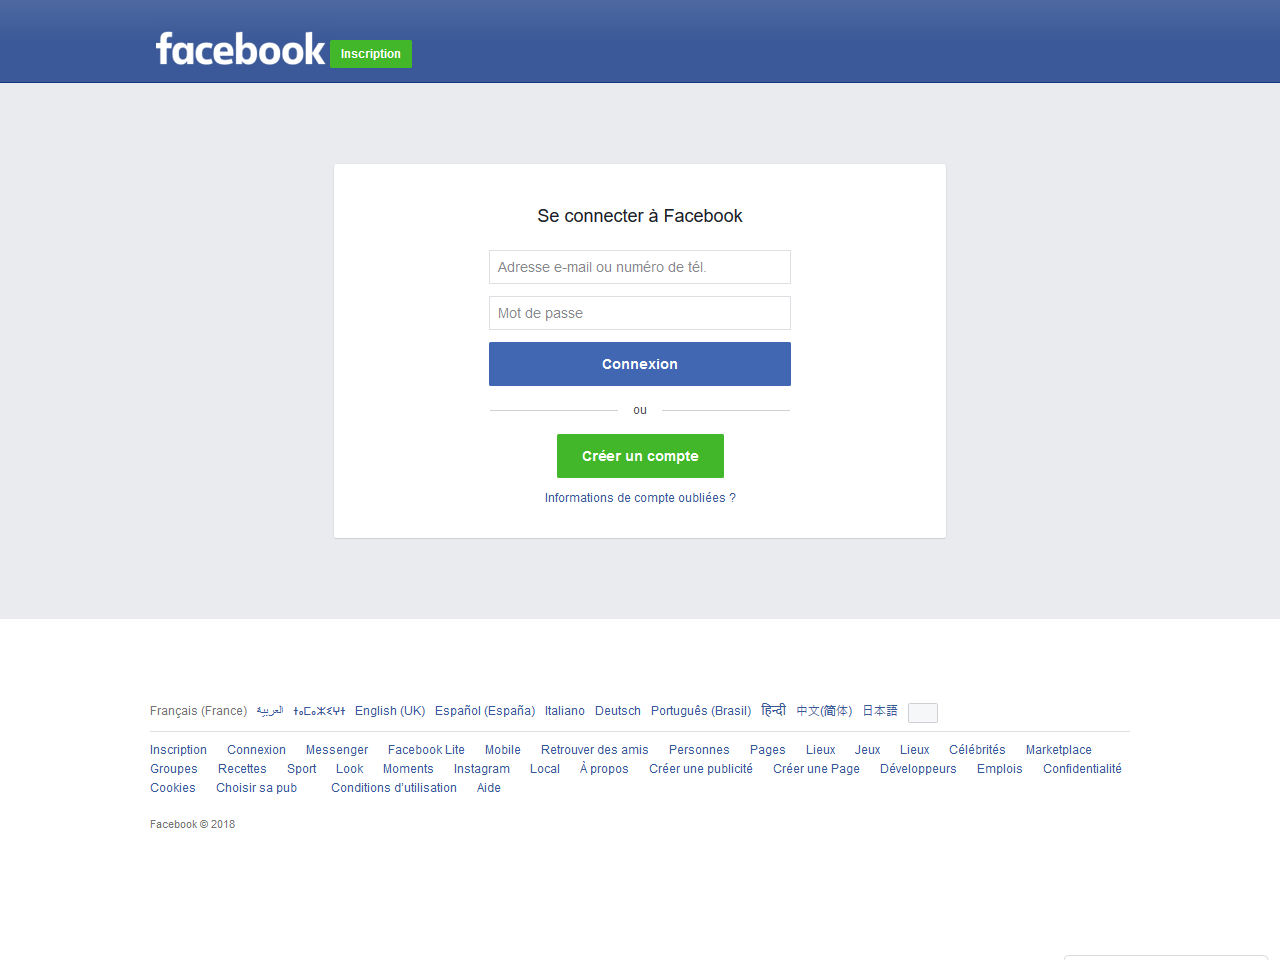 facebook Inscription
Se connecter à Facebook
Adresse e-mail ou numéro de tél.
Mot de passe
Connexion
ou
Créer un compte
Informations de compte oubliées ?
Français (France) العربية ⵜⴰⵎⴰⵣⵉⵖⵜ English (UK) Español (España) Italiano Deutsch Português (Brasil) हिन्दी 中文(简体) 日本語
Inscription Connexion Messenger Facebook Lite Mobile Retrouver des amis Personnes Pages Lieux Jeux Lieux Célébrités Marketplace
Groupes Recettes Sport Look Moments Instagram Local À propos Créer une publicité Créer une Page Développeurs Emplois Confidentialité
Cookies Choisir sa pub Conditions d’utilisation Aide
Facebook © 2018